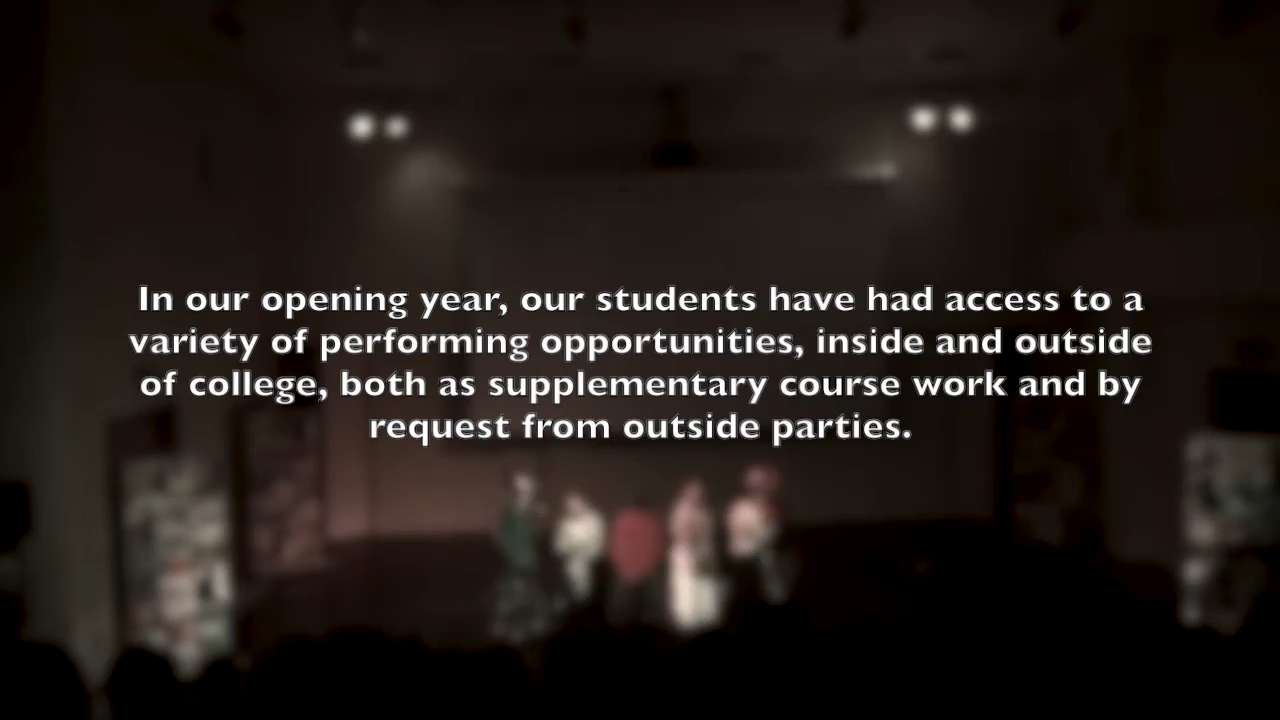 In our opening year, our students have had access to a
variety of performing opportunities, inside and outside
of college, both as supplementary course work and by
request from outside parties.